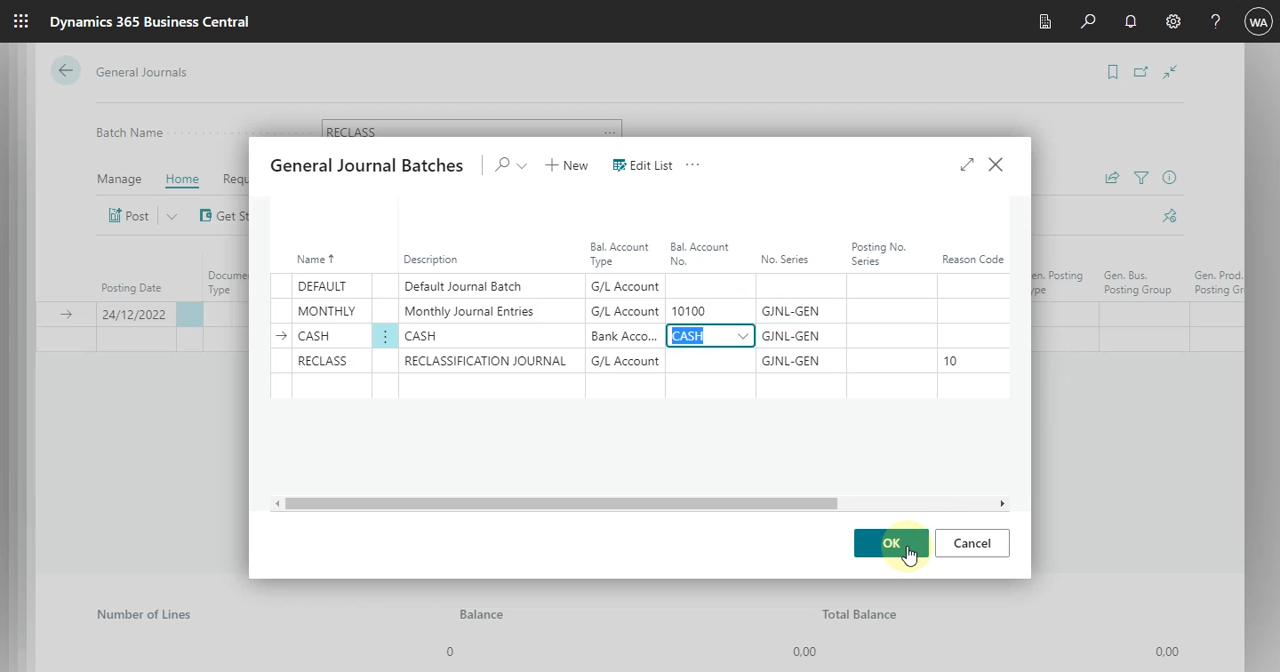 Dynamics 365 Business Central
WA
General Journals
Batch Name
RECLASS
General Journal Batches
New
Edit List
Manage
Home
Requ
Post
Get St
Name
Description
Bal. Account
Type
Bal. Account
No.
No. Series
Posting No.
Series
Reason Code
Posting Date
Docume
Type
en. Posting
ype
Gen. Bus.
Posting Group
Gen. Prod.
Posting Gr
24/12/2022
DEFAULT
Default Journal Batch
G/L Account
MONTHLY
Monthly Journal Entries
G/L Account
10100
GJNL-GEN
CASH
CASH
Bank Acco...
CASH
GJNL-GEN
RECLASS
RECLASSIFICATION JOURNAL
G/L Account
GJNL-GEN
10
OK
Cancel
Number of Lines
Balance
Total Balance
0
0,00
0,00